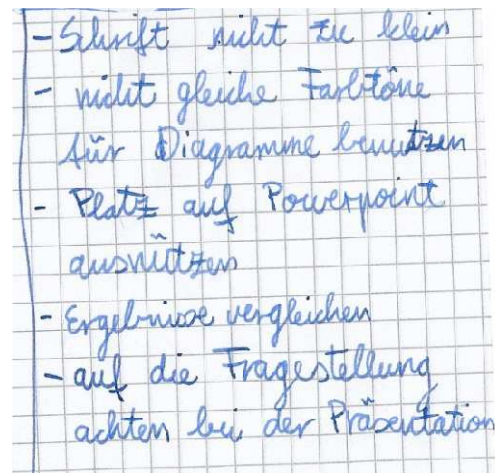 - Schrift nicht zu klein
- nicht gleiche Farbtöne
für Diagramme benutzen
- Platz auf Powerpoint
ausnützen
- Ergebnisse vergleichen
- auf die Fragestellung
achten bei der Präsentation